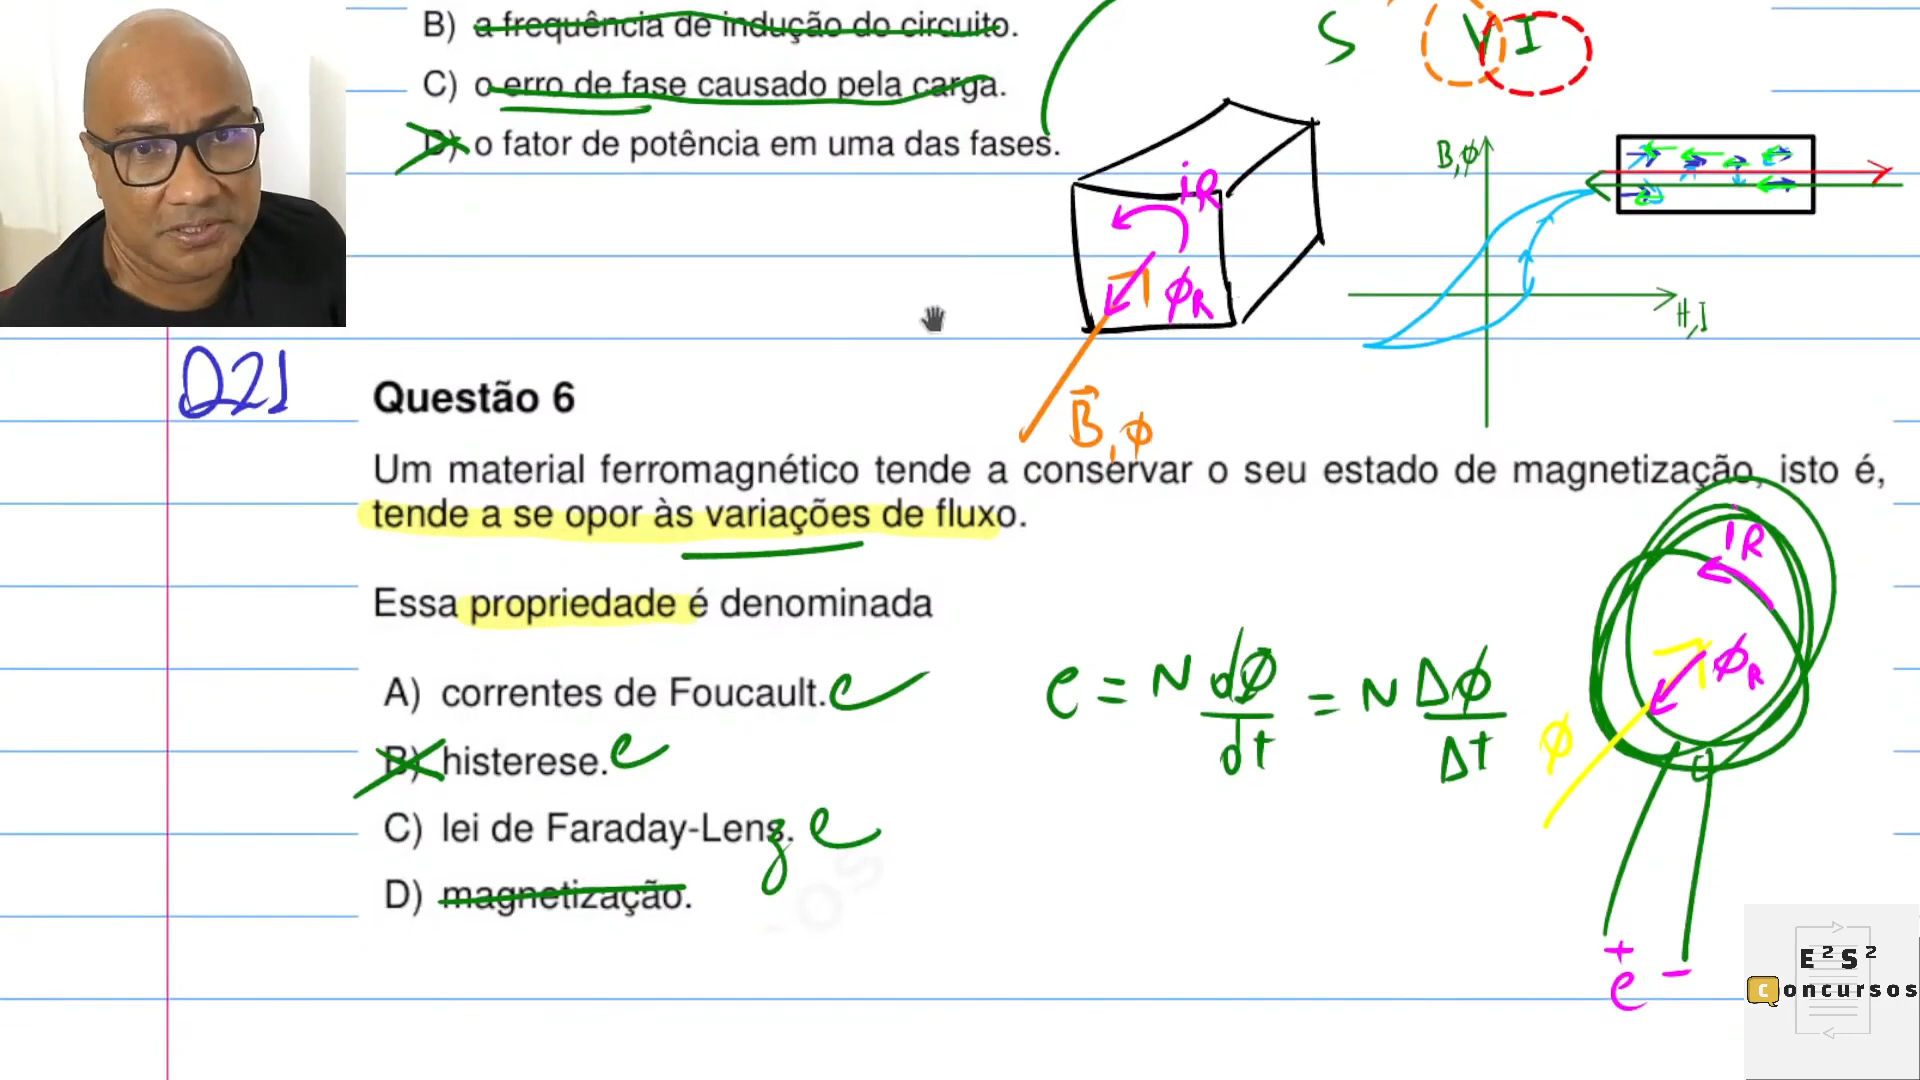 B) a frequência de indução do circuito.
C) o erro de fase causado pela carga.
D) o fator de potência em uma das fases.
S VI
iR
ϕR
B, ϕ
B,ϕ
H,I
Q21
Questão 6
Um material ferromagnético tende a conservar o seu estado de magnetização, isto é,
tende a se opor às variações de fluxo.
Essa propriedade é denominada
A) correntes de Foucault. e
B) histerese. e
C) lei de Faraday-Lens. z e
D) magnetização.
e = N dϕ/dt = N Δϕ/Δt
iR
ϕR
ϕ
+ e −
E²S²
Concursos